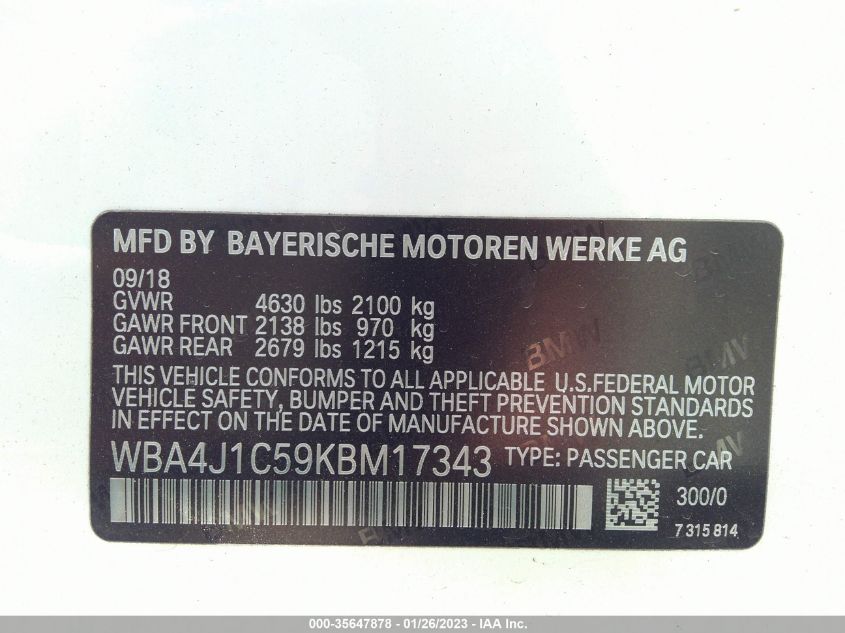 MFD BY BAYERISCHE MOTOREN WERKE AG
09/18
GVWR 4630 lbs 2100 kg
GAWR FRONT 2138 lbs 970 kg
GAWR REAR 2679 lbs 1215 kg
THIS VEHICLE CONFORMS TO ALL APPLICABLE U.S.FEDERAL MOTOR
VEHICLE SAFETY, BUMPER AND THEFT PREVENTION STANDARDS
IN EFFECT ON THE DATE OF MANUFACTURE SHOWN ABOVE.
WBA4J1C59KBM17343 TYPE: PASSENGER CAR
300/0
7 315 814
000-35647878 - 01/26/2023 - IAA Inc.